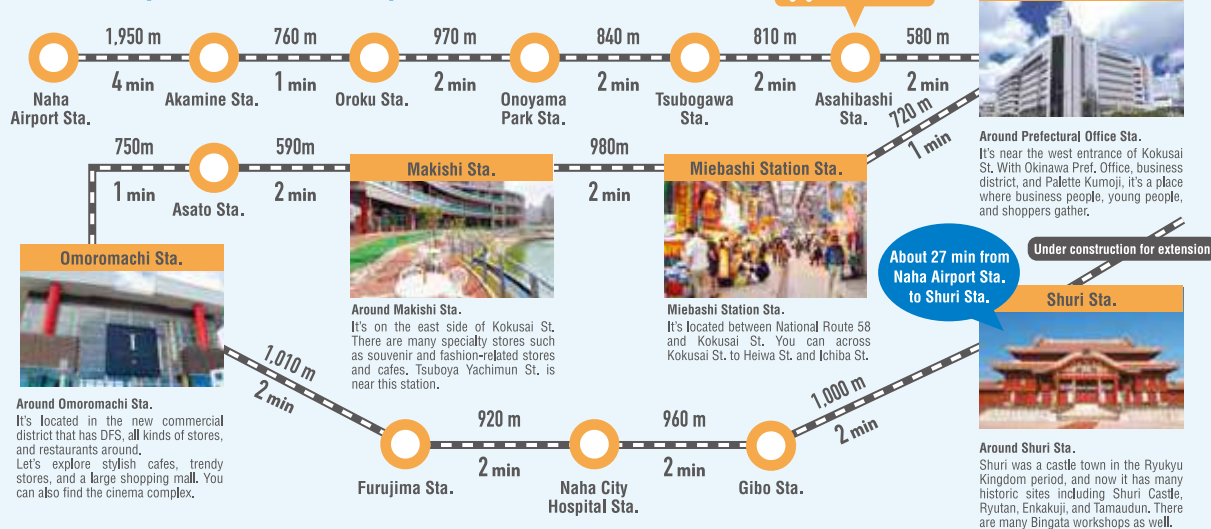 1,950 m
760 m
970 m
840 m
810 m
580 m
4 min
1 min
2 min
2 min
2 min
2 min
Naha
Airport Sta.
Akamine Sta.
Oroku Sta.
Onoyama
Park Sta.
Tsubogawa
Sta.
Asahibashi
Sta.
720 m
1 min
Around Prefectural Office Sta.
It's near the west entrance of Kokusai
St. With Okinawa Pref. Office, business
district, and Palette Kumoji, it's a place
where business people, young people,
and shoppers gather.
750m
590m
980m
1 min
2 min
2 min
Asato Sta.
Makishi Sta.
Miebashi Station Sta.
Around Makishi Sta.
It's on the east side of Kokusai St.
There are many specialty stores such
as souvenir and fashion-related stores
and cafes. Tsuboya Yachimun St. is
near this station.
Miebashi Station Sta.
It's located between National Route 58
and Kokusai St. You can across
Kokusai St. to Heiwa St. and Ichiba St.
Under construction for extension
About 27 min from
Naha Airport Sta.
to Shuri Sta.
Omoromachi Sta.
Around Omoromachi Sta.
It's located in the new commercial
district that has DFS, all kinds of stores,
and restaurants around.
Let's explore stylish cafes, trendy
stores, and a large shopping mall. You
can also find the cinema complex.
1,010 m
2 min
920 m
2 min
960 m
2 min
1,000 m
2 min
Furujima Sta.
Naha City
Hospital Sta.
Gibo Sta.
Shuri Sta.
Around Shuri Sta.
Shuri was a castle town in the Ryukyu
Kingdom period, and now it has many
historic sites including Shuri Castle,
Ryutan, Enkakuji, and Tamaudun. There
are many Bingata workshops as well.